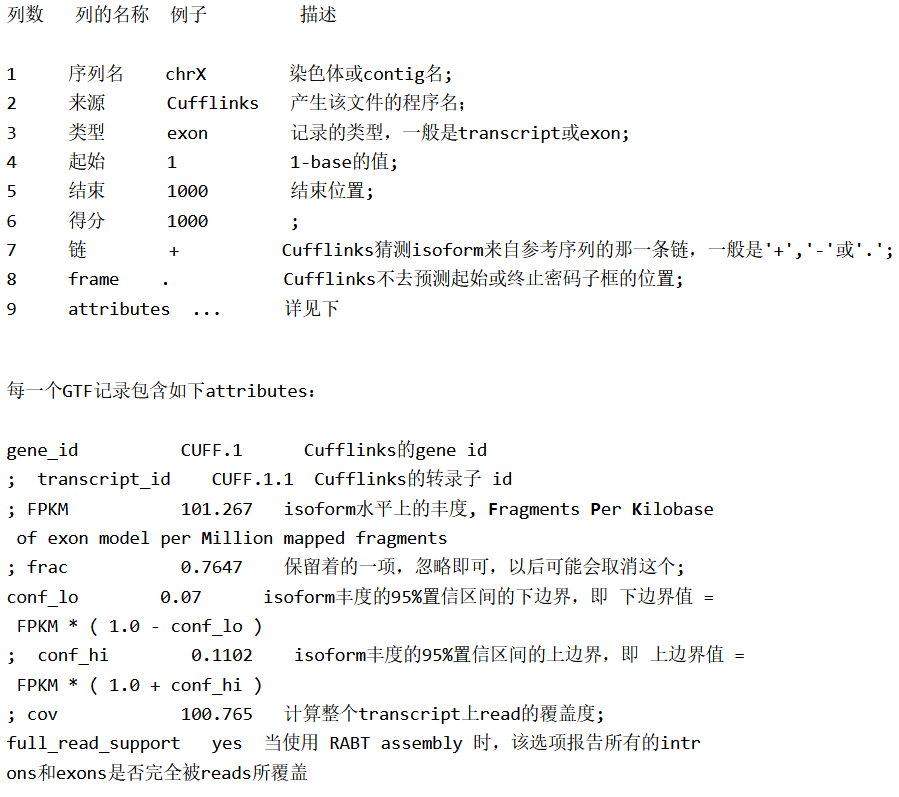 列数 列的名称 例子 描述
1 序列名 chrX 染色体或contig名;
2 来源 Cufflinks 产生该文件的程序名;
3 类型 exon 记录的类型，一般是transcript或exon;
4 起始 1 1-base的值;
5 结束 1000 结束位置;
6 得分 1000 ;
7 链 + Cufflinks猜测isoform来自参考序列的那一条链，一般是'+','-'或'.';
8 frame . Cufflinks不去预测起始或终止密码子框的位置;
9 attributes ... 详见下
每一个GTF记录包含如下attributes：
gene_id CUFF.1 Cufflinks的gene id
; transcript_id CUFF.1.1 Cufflinks的转录子 id
; FPKM 101.267 isoform水平上的丰度, Fragments Per Kilobase
of exon model per Million mapped fragments
; frac 0.7647 保留着的一项，忽略即可，以后可能会取消这个;
conf_lo 0.07 isoform丰度的95%置信区间的下边界，即 下边界值 =
FPKM * ( 1.0 - conf_lo )
; conf_hi 0.1102 isoform丰度的95%置信区间的上边界，即 上边界值 =
FPKM * ( 1.0 + conf_hi )
; cov 100.765 计算整个transcript上read的覆盖度;
full_read_support yes 当使用 RABT assembly 时，该选项报告所有的intr
ons和exons是否完全被reads所覆盖